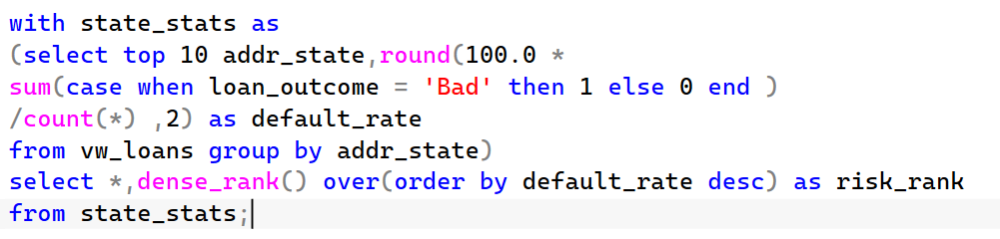 with state_stats as
(select top 10 addr_state,round(100.0 *
sum(case when loan_outcome = 'Bad' then 1 else 0 end )
/count(*) ,2) as default_rate
from vw_loans group by addr_state)
select *,dense_rank() over(order by default_rate desc) as risk_rank
from state_stats;